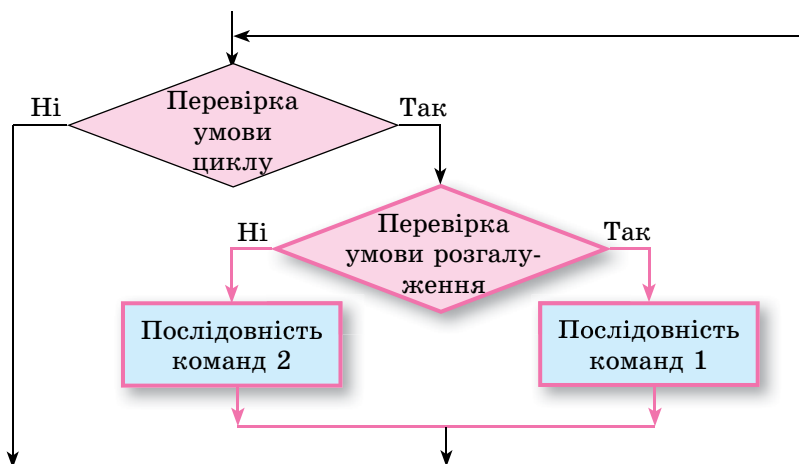 Ні
Перевірка
умови
циклу
Так
Ні
Перевірка
умови розгалу-
ження
Так
Послідовність
команд 2
Послідовність
команд 1